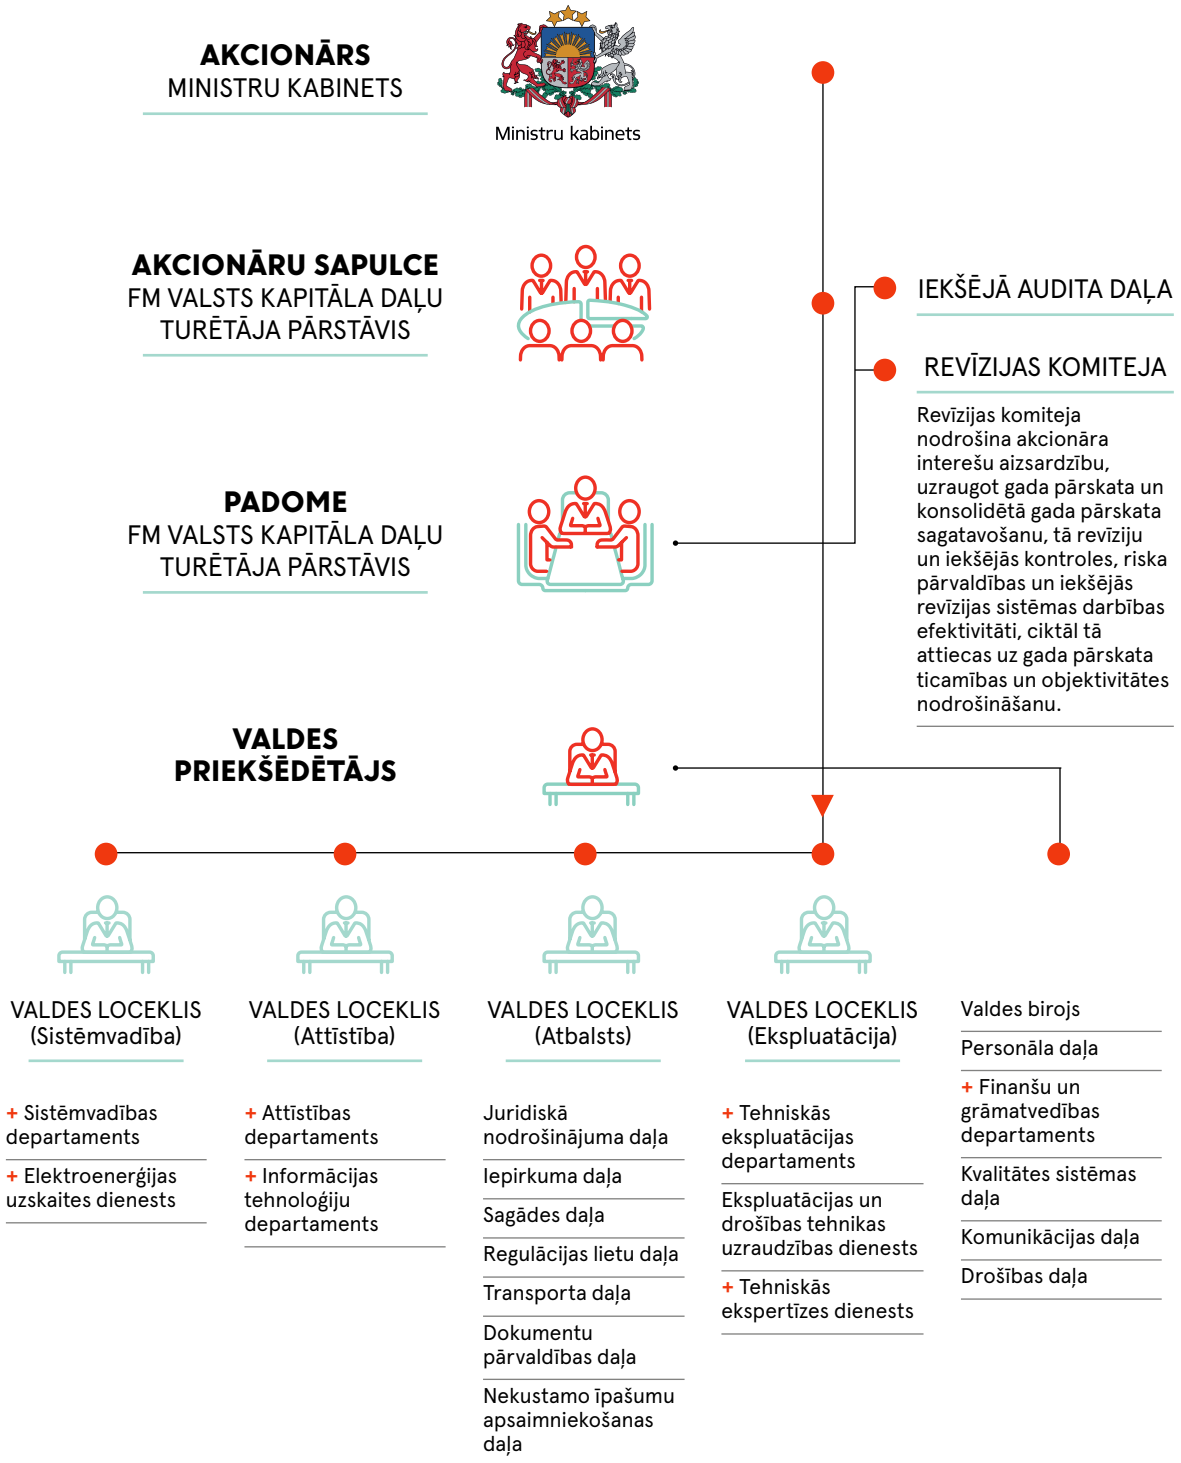 AKCIONĀRS
MINISTRU KABINETS
Ministru kabinets
AKCIONĀRU SAPULCE
FM VALSTS KAPITĀLA DAĻU
TURĒTĀJA PĀRSTĀVIS
IEKŠĒJĀ AUDITA DAĻA
REVĪZIJAS KOMITEJA
Revīzijas komiteja
nodrošina akcionāra
interešu aizsardzību,
uzraugot gada pārskata un
konsolidētā gada pārskata
sagatavošanu, tā revīziju
un iekšējās kontroles, riska
pārvaldības un iekšējās
revīzijas sistēmas darbības
efektivitāti, ciktāl tā
attiecas uz gada pārskata
ticamības un objektivitātes
nodrošināšanu.
PADOME
FM VALSTS KAPITĀLA DAĻU
TURĒTĀJA PĀRSTĀVIS
VALDES
PRIEKŠĒDĒTĀJS
VALDES LOCEKLIS
(Sistēmvadība)
+ Sistēmvadības
departaments
+ Elektroenerģijas
uzskaites dienests
VALDES LOCEKLIS
(Attīstība)
+ Attīstības
departaments
+ Informācijas
tehnoloģiju
departaments
VALDES LOCEKLIS
(Atbalsts)
Juridiskā
nodrošinājuma daļa
Iepirkuma daļa
Sagādes daļa
Regulācijas lietu daļa
Transporta daļa
Dokumentu
pārvaldības daļa
Nekustamo īpašumu
apsaimniekošanas
daļa
VALDES LOCEKLIS
(Ekspluatācija)
+ Tehniskās
ekspluatācijas
departaments
Ekspluatācijas un
drošības tehnikas
uzraudzības dienests
+ Tehniskās
ekspertīzes dienests
Valdes birojs
Personāla daļa
+ Finanšu un
grāmatvedības
departaments
Kvalitātes sistēmas
daļa
Komunikācijas daļa
Drošības daļa